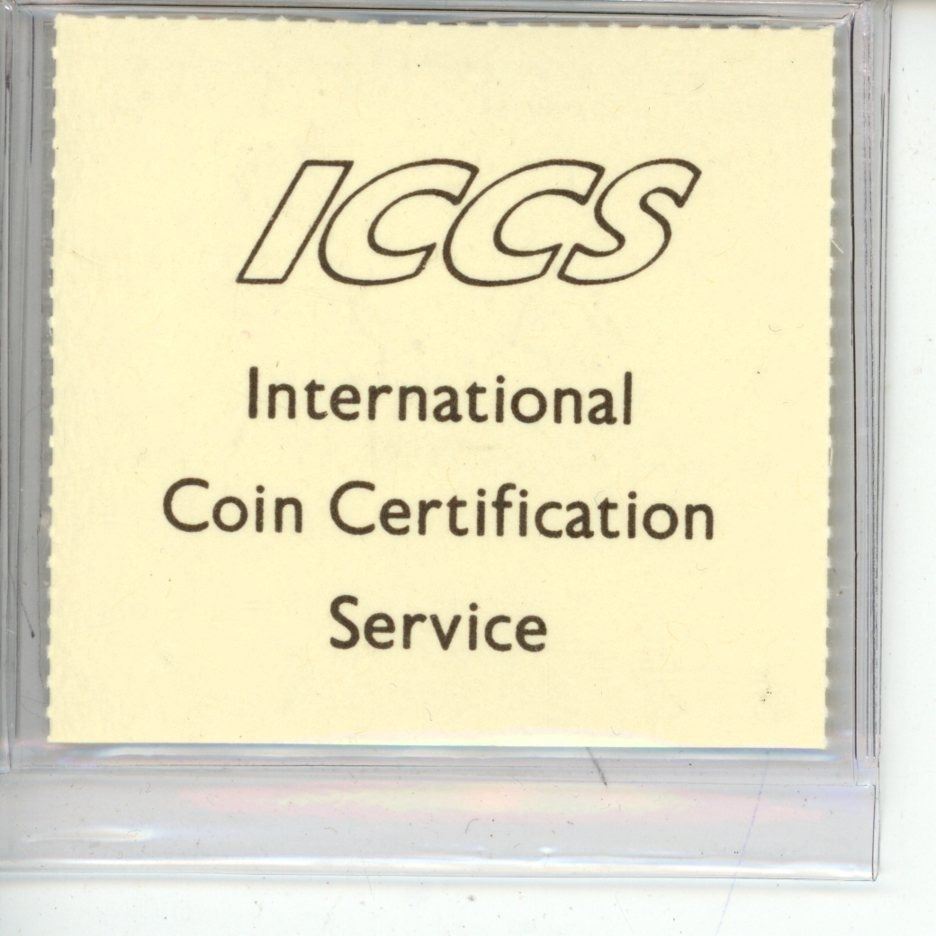 ICCS
International
Coin Certification
Service